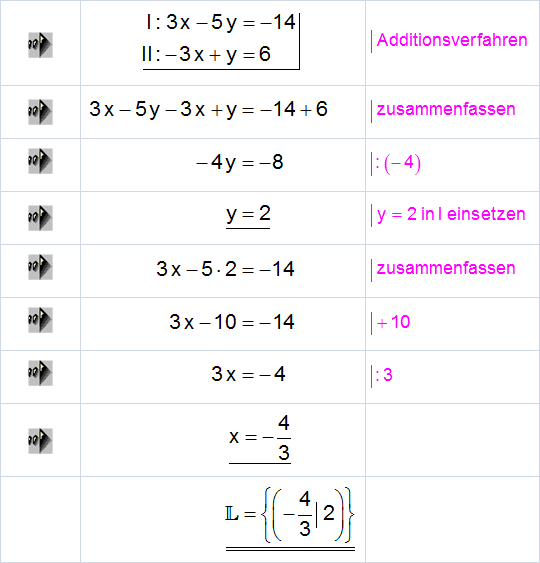 I: 3x − 5y = −14
II: −3x + y = 6
|Additionsverfahren
3x − 5y − 3x + y = −14 + 6 |zusammenfassen
−4y = −8 |: (−4)
y = 2 |y = 2 in I einsetzen
3x − 5 · 2 = −14 |zusammenfassen
3x − 10 = −14 |+ 10
3x = −4 |: 3
x = −4/3
𝕃 = {(−4/3 | 2)}